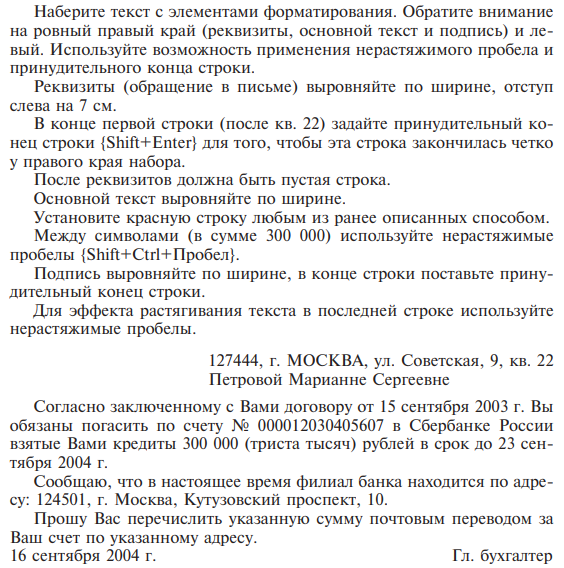 Наберите текст с элементами форматирования. Обратите внимание
на ровный правый край (реквизиты, основной текст и подпись) и ле-
вый. Используйте возможность применения нерастяжимого пробела и
принудительного конца строки.
Реквизиты (обращение в письме) выровняйте по ширине, отступ
слева на 7 см.
В конце первой строки (после кв. 22) задайте принудительный ко-
нец строки {Shift+Enter} для того, чтобы эта строка закончилась четко
у правого края набора.
После реквизитов должна быть пустая строка.
Основной текст выровняйте по ширине.
Установите красную строку любым из ранее описанных способом.
Между символами (в сумме 300 000) используйте нерастяжимые
пробелы {Shift+Ctrl+Пробел}.
Подпись выровняйте по ширине, в конце строки поставьте прину-
дительный конец строки.
Для эффекта растягивания текста в последней строке используйте
нерастяжимые пробелы.
127444, г. МОСКВА, ул. Советская, 9, кв. 22
Петровой Марианне Сергеевне
Согласно заключенному с Вами договору от 15 сентября 2003 г. Вы
обязаны погасить по счету № 000012030405607 в Сбербанке России
взятые Вами кредиты 300 000 (триста тысяч) рублей в срок до 23 сен-
тября 2004 г.
Сообщаю, что в настоящее время филиал банка находится по адре-
су: 124501, г. Москва, Кутузовский проспект, 10.
Прошу Вас перечислить указанную сумму почтовым переводом за
Ваш счет по указанному адресу.
16 сентября 2004 г. Гл. бухгалтер